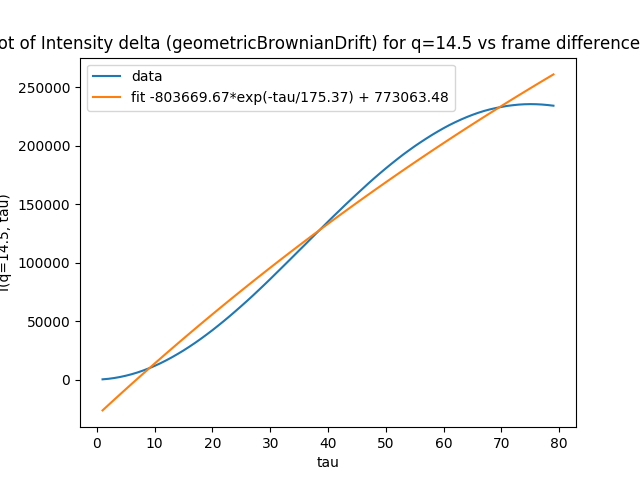 ot of Intensity delta (geometricBrownianDrift) for q=14.5 vs frame difference
data
fit -803669.67*exp(-tau/175.37) + 773063.48
250000
200000
150000
100000
50000
0
(q=14.5, tau)
0 10 20 30 40 50 60 70 80
tau